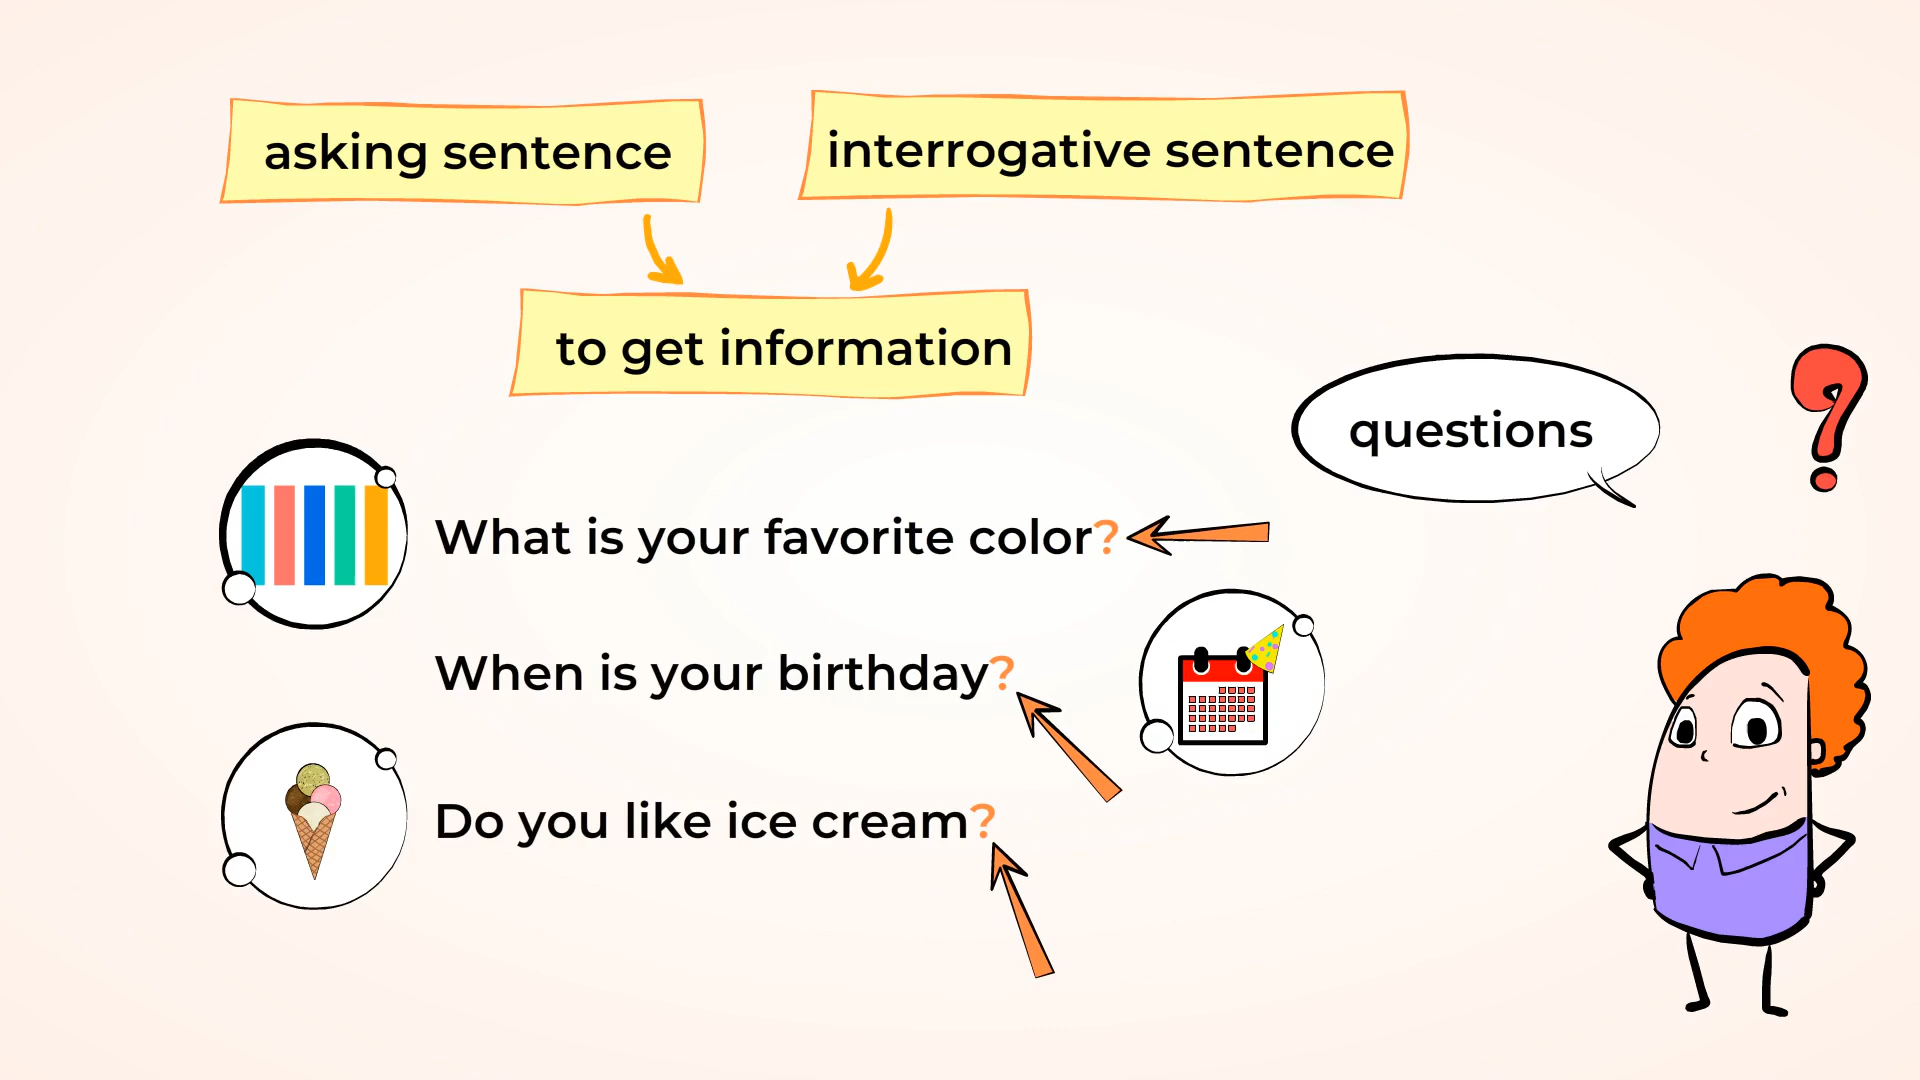 asking sentence
interrogative sentence
to get information
questions
What is your favorite color?
When is your birthday?
Do you like ice cream?